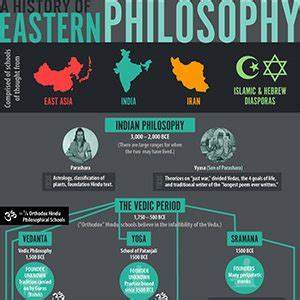 A HISTORY OF
EASTERN PHILOSOPHY
Comprised of schools
of thought from
EAST ASIA
INDIA
IRAN
ISLAMIC & HEBREW
DIASPORAS
INDIAN PHILOSOPHY
3,000 – 2,000 BCE
(There are large ranges for when
the two may have lived.)
Parashara
Astrology, classification of
plants, foundation Hindu text.
Vyasa (Son of Parashara)
Theorizes on "just war," divided Vedas, the 4 goals of life,
and traditional writer of the "longest poem ever written."
THE VEDIC PERIOD
1,750 – 500 BCE
("Orthodox" Hindu schools believe in the infallibility of the Veda.)
Orthodox Hindu
Philosophical Schools
VEDANTA
Vedic Philosophy
1,500 BCE
FOUNDER
UNKNOWN
Tradition carried
on by Gurus
YOGA
School of Patanjali
1500 BCE
FOUNDER
UNKNOWN
Practice blooms
since 1500 BCE
SRAMANA
1500 BCE
FOUNDERS
Many peripatetic